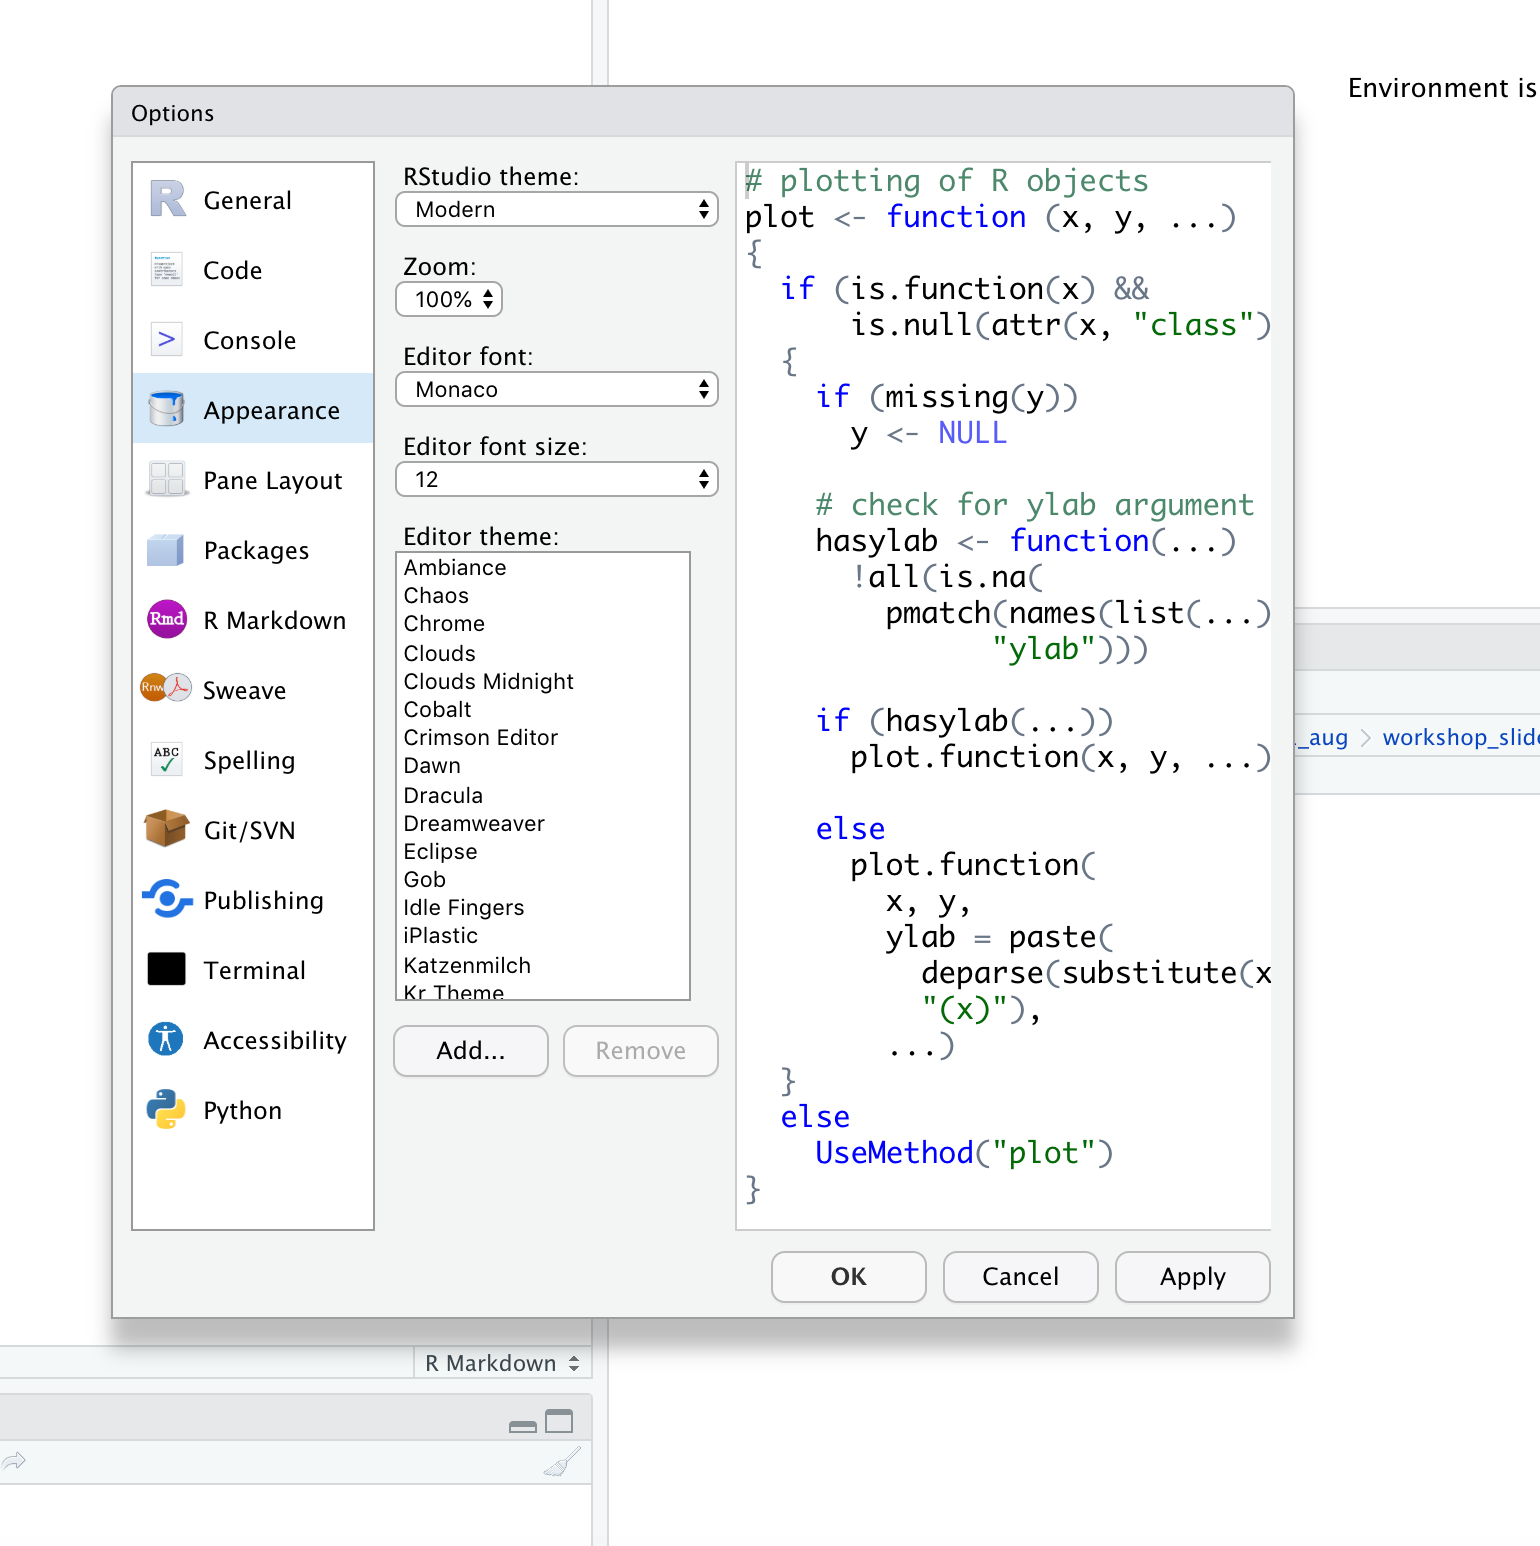 Environment is
Options
General
Code
Console
Appearance
Pane Layout
Packages
R Markdown
Sweave
Spelling
Git/SVN
Publishing
Terminal
Accessibility
Python
RStudio theme:
Modern
Zoom:
100%
Editor font:
Monaco
Editor font size:
12
Editor theme:
Ambiance
Chaos
Chrome
Clouds
Clouds Midnight
Cobalt
Crimson Editor
Dawn
Dracula
Dreamweaver
Eclipse
Gob
Idle Fingers
iPlastic
Katzenmilch
Kr Theme
Add...
Remove
# plotting of R objects
plot <- function (x, y, ...)
{
  if (is.function(x) &&
      is.null(attr(x, "class")
  {
    if (missing(y))
      y <- NULL
    # check for ylab argument
    hasylab <- function(...)
      !all(is.na(
        pmatch(names(list(...)
              "ylab")))
    if (hasylab(...))
      plot.function(x, y, ...)
    else
      plot.function(
        x, y,
        ylab = paste(
          deparse(substitute(x
          "(x)"),
        ...)
  }
  else
    UseMethod("plot")
}
OK
Cancel
Apply
_aug > workshop_slid
R Markdown
Rmd
Rnw
ABC